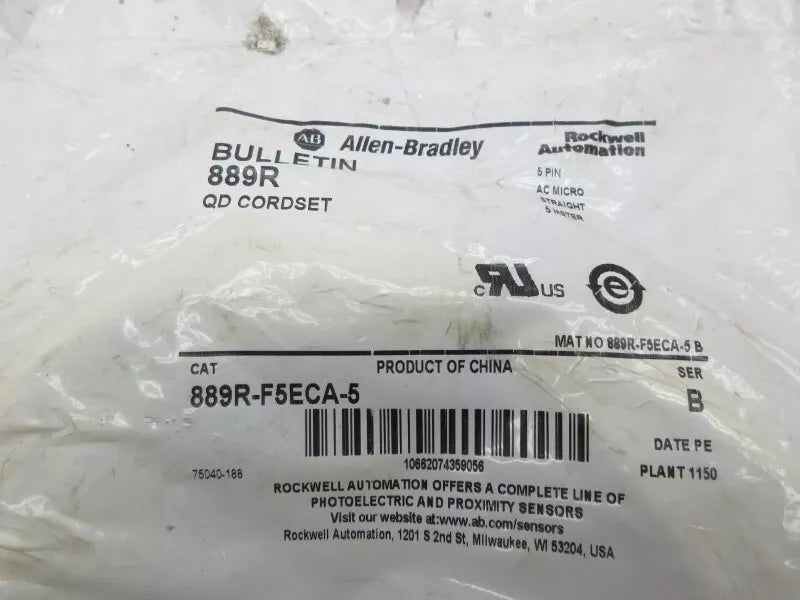 AB Allen-Bradley
Rockwell
Automation
BULLETIN
889R
QD CORDSET
5 PIN
AC MICRO
STRAIGHT
5 METER
c RU US
e
MAT NO 889R-F5ECA-5 B
CAT
PRODUCT OF CHINA
SER
889R-F5ECA-5
B
10662074359056
DATE PE
75040-188
PLANT 1150
ROCKWELL AUTOMATION OFFERS A COMPLETE LINE OF
PHOTOELECTRIC AND PROXIMITY SENSORS
Visit our website at:www.ab.com/sensors
Rockwell Automation, 1201 S 2nd St, Milwaukee, WI 53204, USA